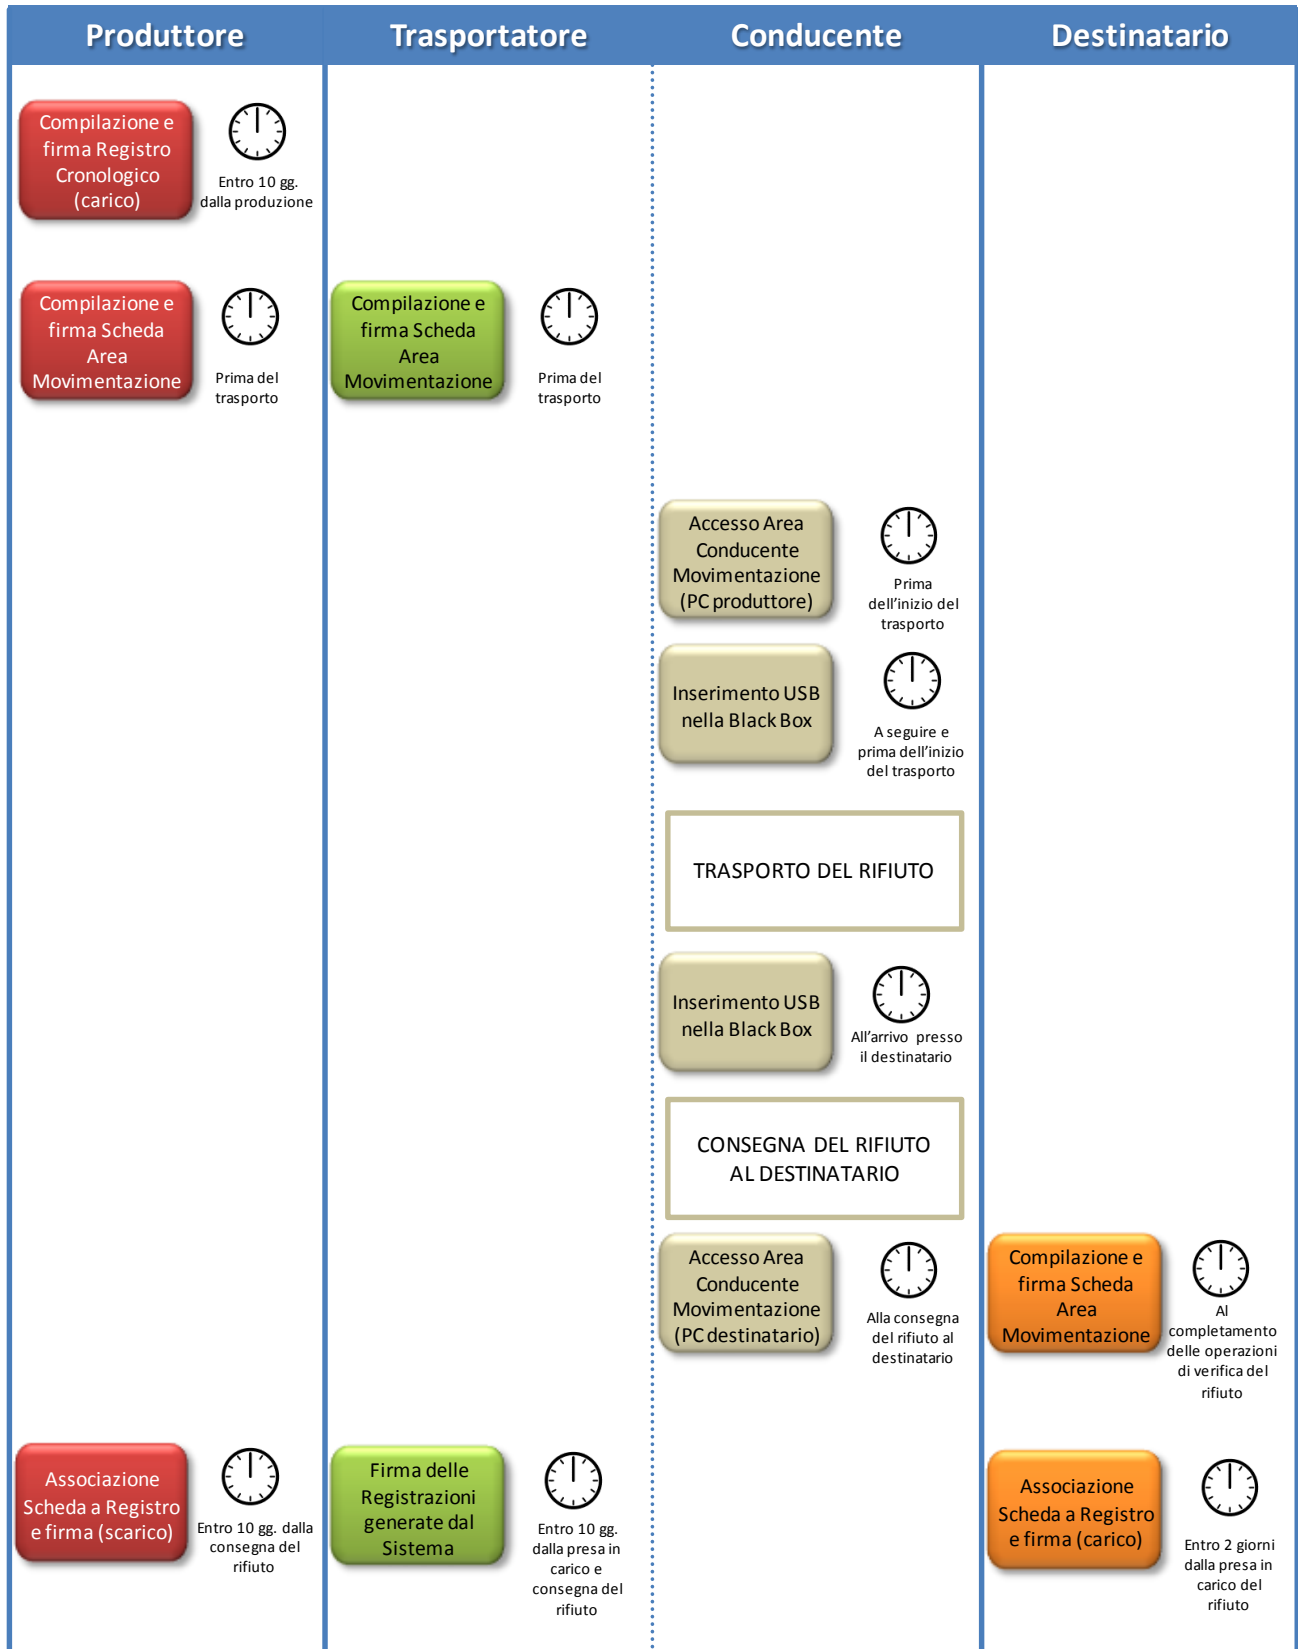 Produttore
Trasportatore
Conducente
Destinatario
Compilazione e
firma Registro
Cronologico
(carico)
Entro 10 gg.
dalla produzione
Compilazione e
firma Scheda
Area
Movimentazione
Prima del
trasporto
Compilazione e
firma Scheda
Area
Movimentazione
Prima del
trasporto
Accesso Area
Conducente
Movimentazione
(PC produttore)
Prima
dell'inizio del
trasporto
Inserimento USB
nella Black Box
A seguire e
prima dell'inizio
del trasporto
TRASPORTO DEL RIFIUTO
Inserimento USB
nella Black Box
All'arrivo presso
il destinatario
CONSEGNA DEL RIFIUTO
AL DESTINATARIO
Accesso Area
Conducente
Movimentazione
(PC destinatario)
Alla consegna
del rifiuto al
destinatario
Compilazione e
firma Scheda
Area
Movimentazione
Al
completamento
delle operazioni
di verifica del
rifiuto
Associazione
Scheda a Registro
e firma (scarico)
Entro 10 gg. dalla
consegna del
rifiuto
Firma delle
Registrazioni
generate dal
Sistema
Entro 10 gg.
dalla presa in
carico e
consegna del
rifiuto
Associazione
Scheda a Registro
e firma (carico)
Entro 2 giorni
dalla presa in
carico del
rifiuto